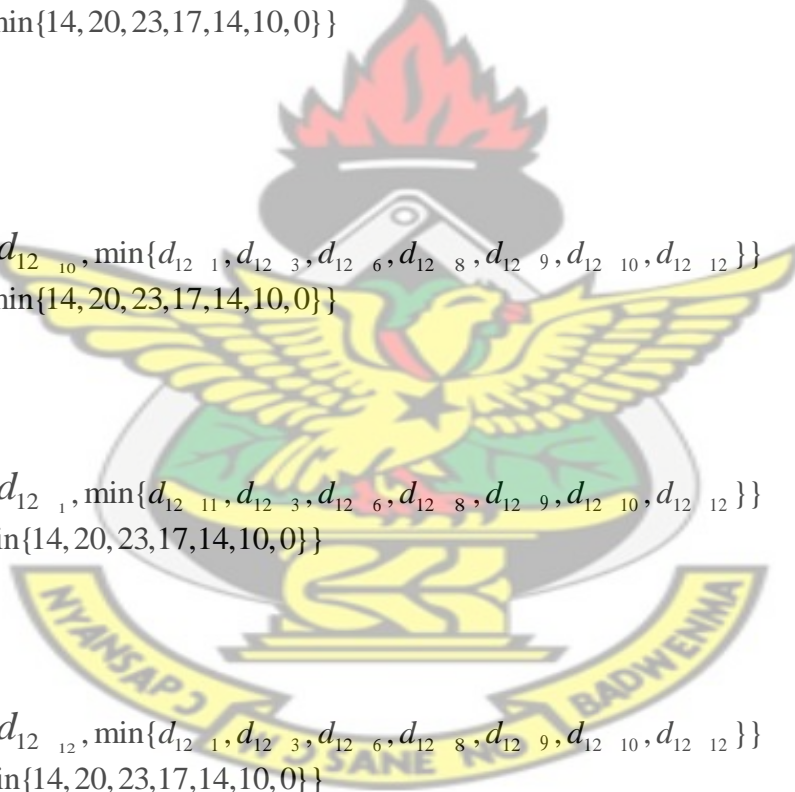 min{14, 20, 23,17,14,10, 0}}
d₁₂ ₁₀, min{d₁₂ ₁, d₁₂ ₃, d₁₂ ₆, d₁₂ ₈, d₁₂ ₉, d₁₂ ₁₀, d₁₂ ₁₂}}
min{14, 20, 23,17,14,10, 0}}
d₁₂ ₁, min{d₁₂ ₁₁, d₁₂ ₃, d₁₂ ₆, d₁₂ ₈, d₁₂ ₉, d₁₂ ₁₀, d₁₂ ₁₂}}
in{14, 20, 23,17,14,10, 0}}
NYANSAPƆ
BADWENMA
d₁₂ ₁₂, min{d₁₂ ₁, d₁₂ ₃, d₁₂ ₆, d₁₂ ₈, d₁₂ ₉, d₁₂ ₁₀, d₁₂ ₁₂}}
SANE NO
in{14, 20, 23,17,14,10, 0}}